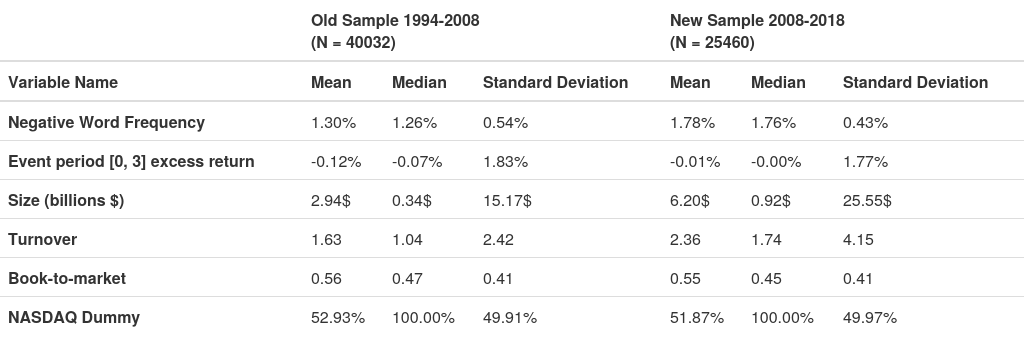 Old Sample 1994-2008 New Sample 2008-2018
(N = 40032) (N = 25460)
Variable Name Mean Median Standard Deviation Mean Median Standard Deviation
Negative Word Frequency 1.30% 1.26% 0.54% 1.78% 1.76% 0.43%
Event period [0, 3] excess return -0.12% -0.07% 1.83% -0.01% -0.00% 1.77%
Size (billions $) 2.94$ 0.34$ 15.17$ 6.20$ 0.92$ 25.55$
Turnover 1.63 1.04 2.42 2.36 1.74 4.15
Book-to-market 0.56 0.47 0.41 0.55 0.45 0.41
NASDAQ Dummy 52.93% 100.00% 49.91% 51.87% 100.00% 49.97%